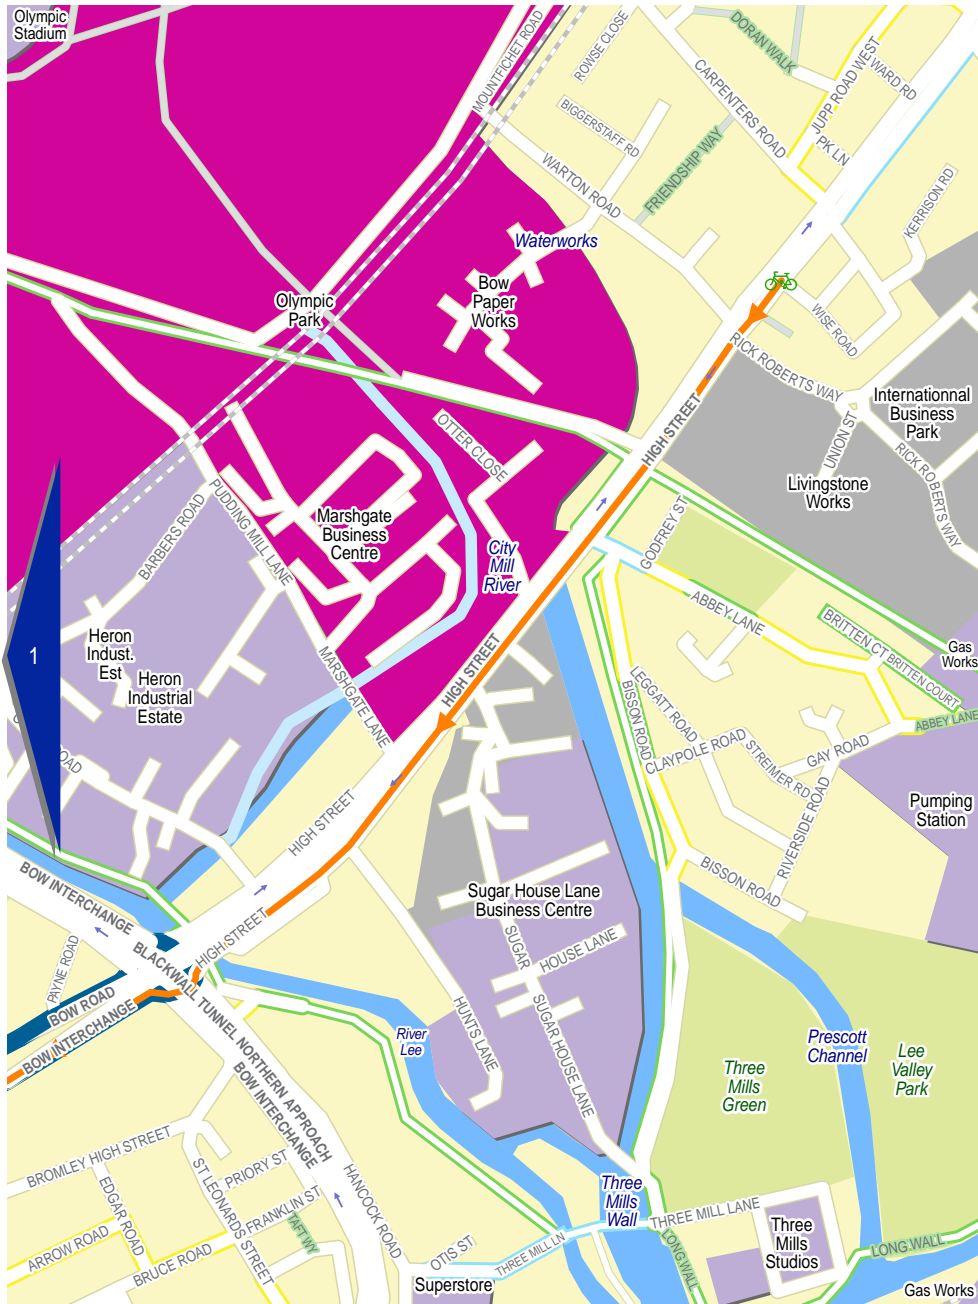 Olympic
Stadium
MOUNTFICHET ROAD
ROWSE CLOSE
DORAN WALK
CARPENTERS ROAD
JUPP ROAD WEST
WARD RD
PK LN
BIGGERSTAFF RD
WARTON ROAD
FRIENDSHIP WAY
KERRISON RD
Waterworks
Bow
Paper
Works
Olympic
Park
WISE ROAD
RICK ROBERTS WAY
Internationnal
Business
Park
UNION ST
RICK ROBERTS WAY
Livingstone
Works
HIGH STREET
OTTER CLOSE
PUDDING MILL LANE
BARBERS ROAD
Marshgate
Business
Centre
City
Mill
River
GODFREY ST
ABBEY LANE
BRITTEN CT
BRITTEN COURT
Gas
Works
ABBEY LANE
1
Heron
Indust.
Est
Heron
Industrial
Estate
MARSHGATE LANE
HIGH STREET
BISSON ROAD
LEGGATT ROAD
CLAYPOLE ROAD
STREIMER RD
GAY ROAD
RIVERSIDE ROAD
Pumping
Station
OAD
HIGH STREET
BISSON ROAD
Sugar House Lane
Business Centre
SUGAR
HOUSE LANE
SUGAR HOUSE LANE
HUNTS LANE
BOW INTERCHANGE
HIGH STREET
PAYNE ROAD
BOW ROAD
BOW INTERCHANGE
BLACKWALL TUNNEL NORTHERN APPROACH
BOW INTERCHANGE
River
Lee
Prescott
Channel
Three
Mills
Green
Lee
Valley
Park
BROMLEY HIGH STREET
PRIORY ST
ST LEONARDS STREET
FRANKLIN ST
TAFT WY
EDGAR ROAD
ARROW ROAD
BRUCE ROAD
HANCOCK ROAD
OTIS ST
THREE MILL LN
Three
Mills
Wall
THREE MILL LANE
LONG WALL
Three
Mills
Studios
LONG WALL
Superstore
Gas Works